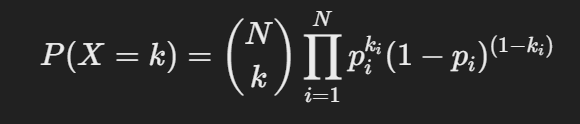 P(X = k) = \binom{N}{k} \prod_{i=1}^{N} p_i^{k_i} (1 - p_i)^{(1-k_i)}